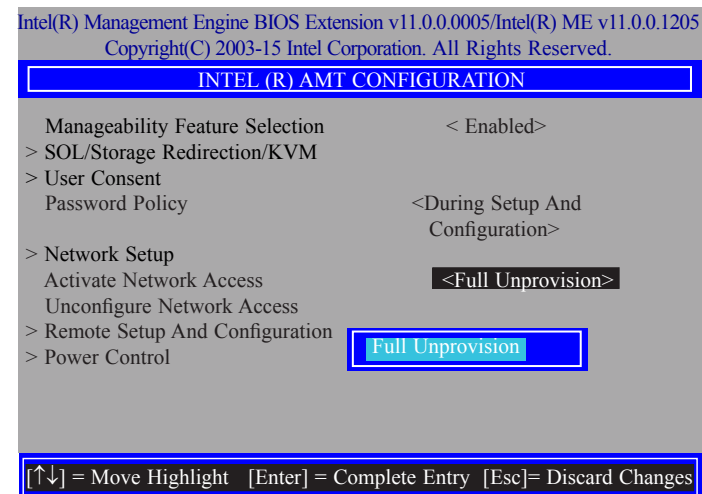 Intel(R) Management Engine BIOS Extension v11.0.0.0005/Intel(R) ME v11.0.0.1205
Copyright(C) 2003-15 Intel Corporation. All Rights Reserved.
INTEL (R) AMT CONFIGURATION
Manageability Feature Selection < Enabled>
> SOL/Storage Redirection/KVM
> User Consent
Password Policy <During Setup And
Configuration>
> Network Setup
Activate Network Access <Full Unprovision>
Unconfigure Network Access
> Remote Setup And Configuration
> Power Control
Full Unprovision
[↑↓] = Move Highlight [Enter] = Complete Entry [Esc]= Discard Changes